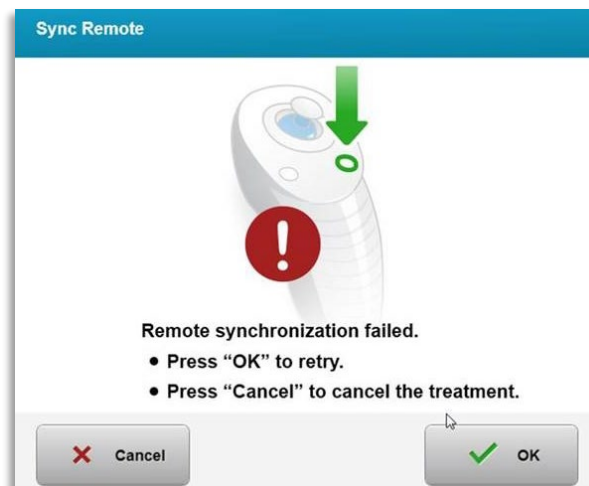 Sync Remote
Remote synchronization failed.
• Press “OK” to retry.
• Press “Cancel” to cancel the treatment.
Cancel
OK